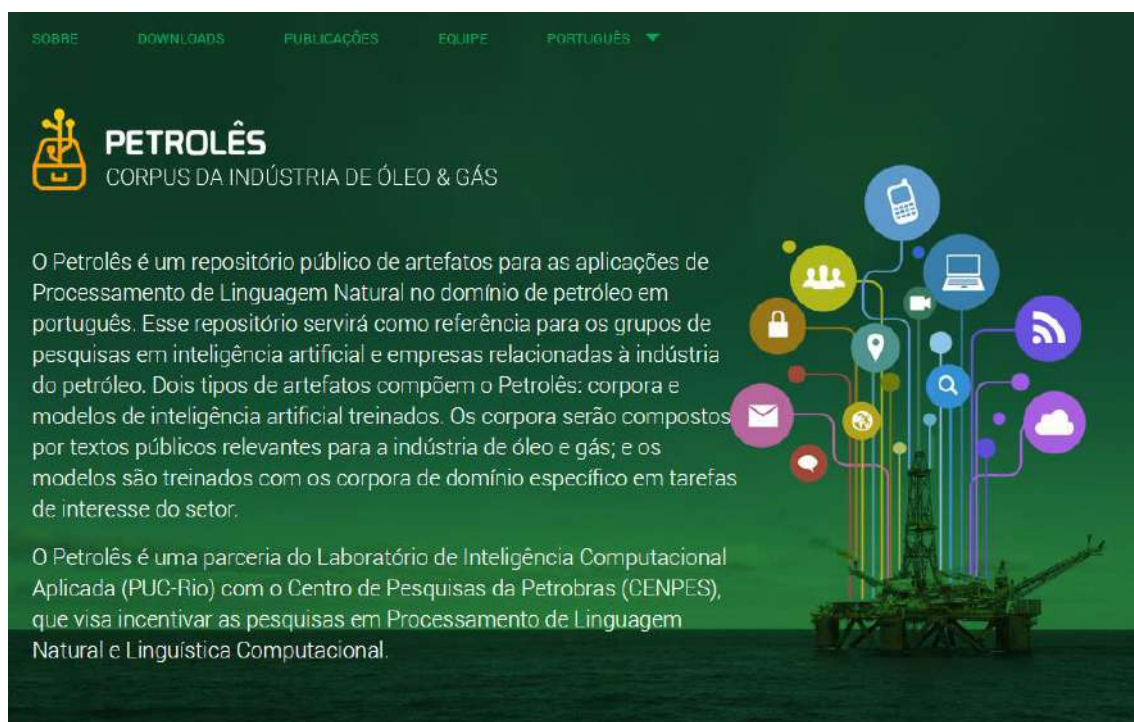 SOBRE DOWNLOADS PUBLICAÇÕES EQUIPE PORTUGUÊS
PETROLÊS
CORPUS DA INDÚSTRIA DE ÓLEO & GÁS
O Petrolês é um repositório público de artefatos para as aplicações de
Processamento de Linguagem Natural no domínio de petróleo em
português. Esse repositório servirá como referência para os grupos de
pesquisas em inteligência artificial e empresas relacionadas à indústria
do petróleo. Dois tipos de artefatos compõem o Petrolês: corpora e
modelos de inteligência artificial treinados. Os corpora serão compostos
por textos públicos relevantes para a indústria de óleo e gás; e os
modelos são treinados com os corpora de domínio específico em tarefas
de interesse do setor.
O Petrolês é uma parceria do Laboratório de Inteligência Computacional
Aplicada (PUC-Rio) com o Centro de Pesquisas da Petrobras (CENPES),
que visa incentivar as pesquisas em Processamento de Linguagem
Natural e Linguística Computacional.